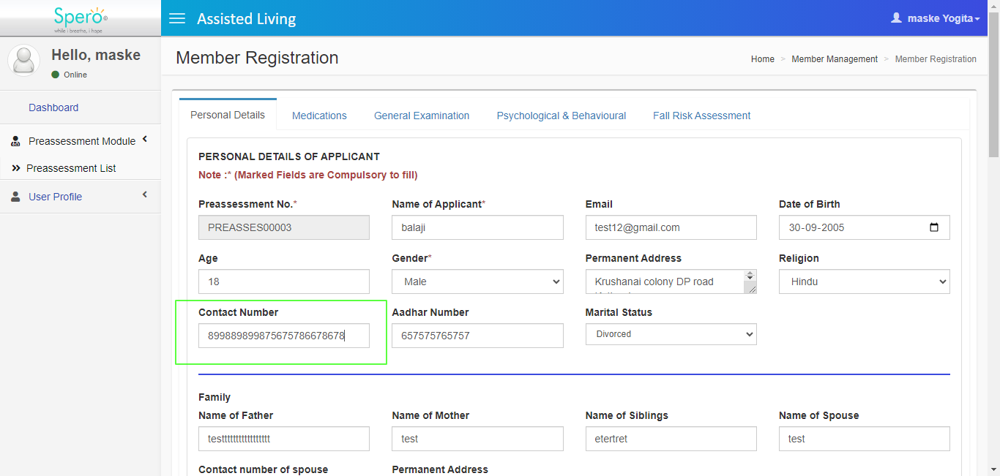 Spero©
while i breathe, i hope
Assisted Living
maske Yogita
Hello, maske
Online
Member Registration
Home > Member Management > Member Registration
Dashboard
Preassessment Module
Preassessment List
User Profile
Personal Details
Medications
General Examination
Psychological & Behavioural
Fall Risk Assessment
PERSONAL DETAILS OF APPLICANT
Note :* (Marked Fields are Compulsory to fill)
Preassessment No.*
Name of Applicant*
Email
Date of Birth
PREASSES00003
balaji
test12@gmail.com
30-09-2005
Age
Gender*
Permanent Address
Religion
18
Male
Krushanai colony DP road
Hindu
Contact Number
Aadhar Number
Marital Status
899889899875675786678678
657575765757
Divorced
Family
Name of Father
Name of Mother
Name of Siblings
Name of Spouse
testttttttttttttttttt
test
etertret
test
Contact number of spouse
Permanent Address